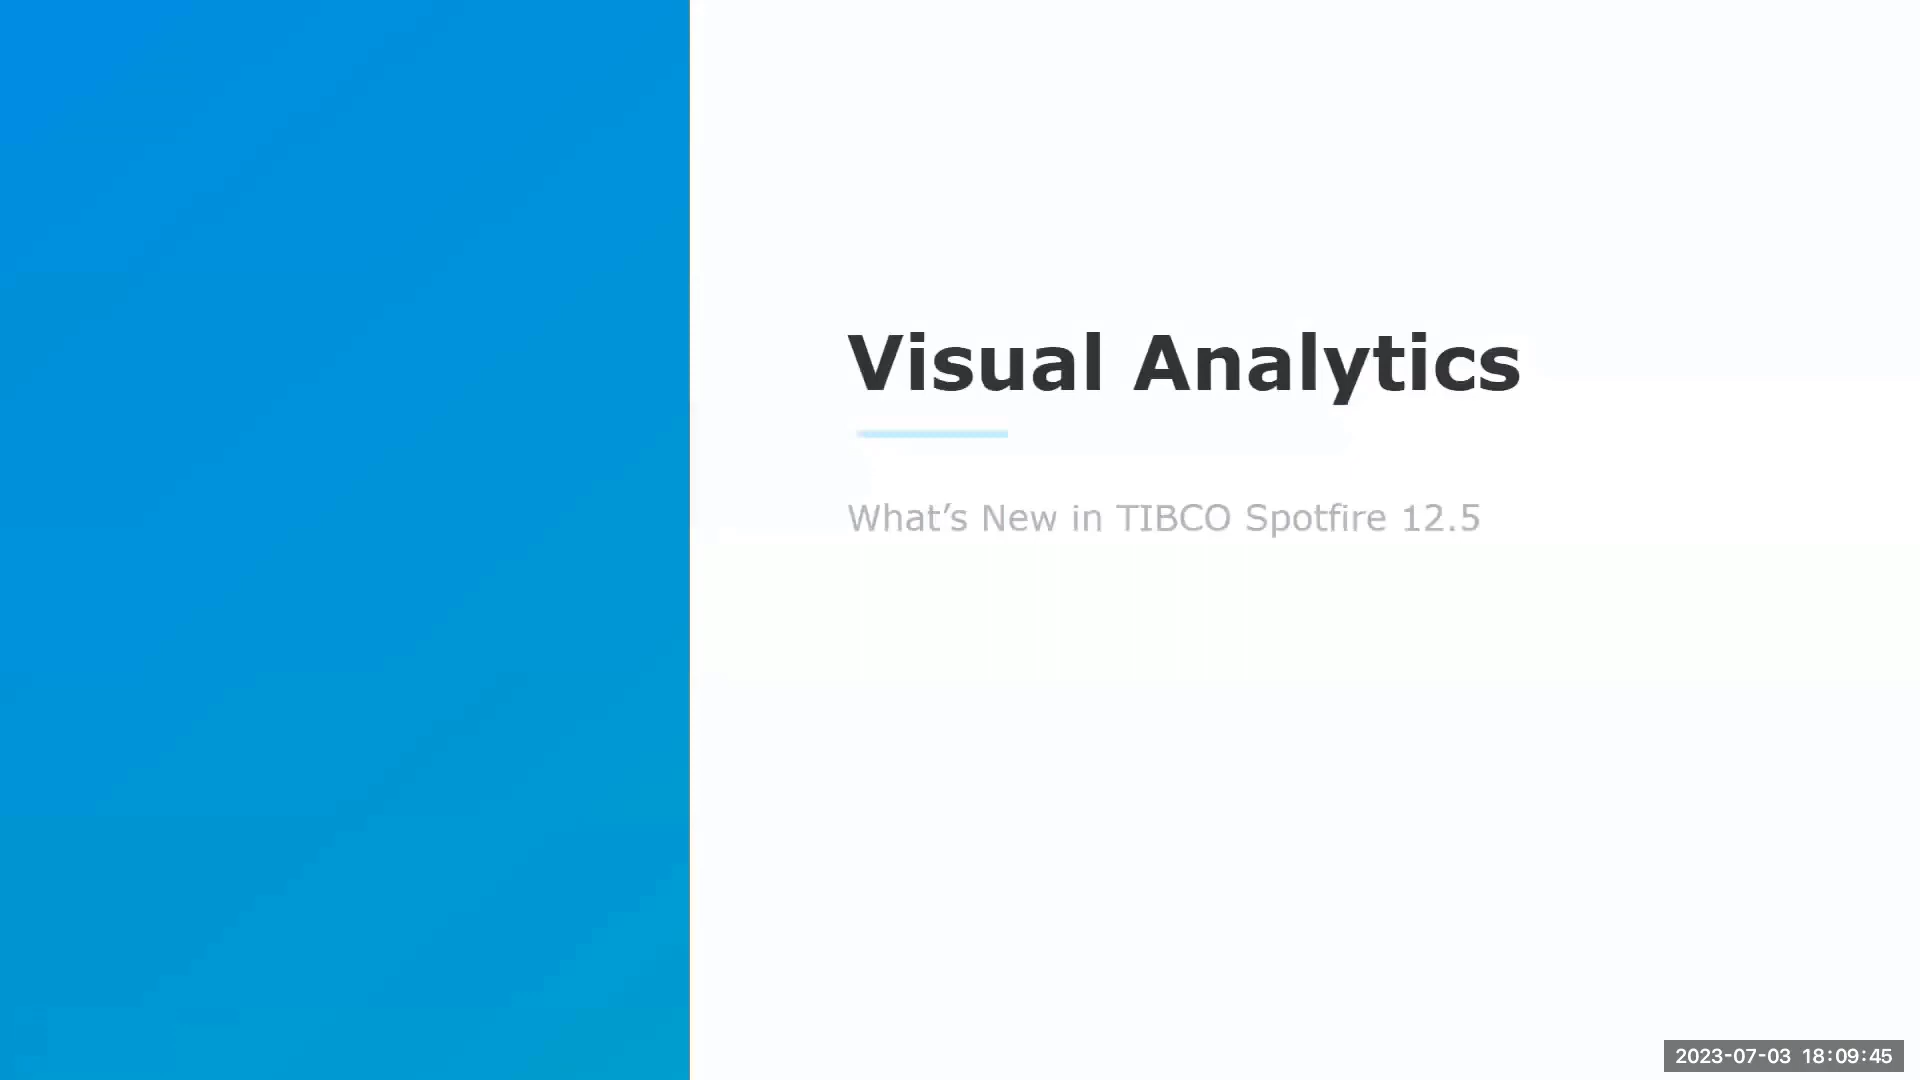 Visual Analytics
What’s New in TIBCO Spotfire 12.5
2023-07-03 18:09:45